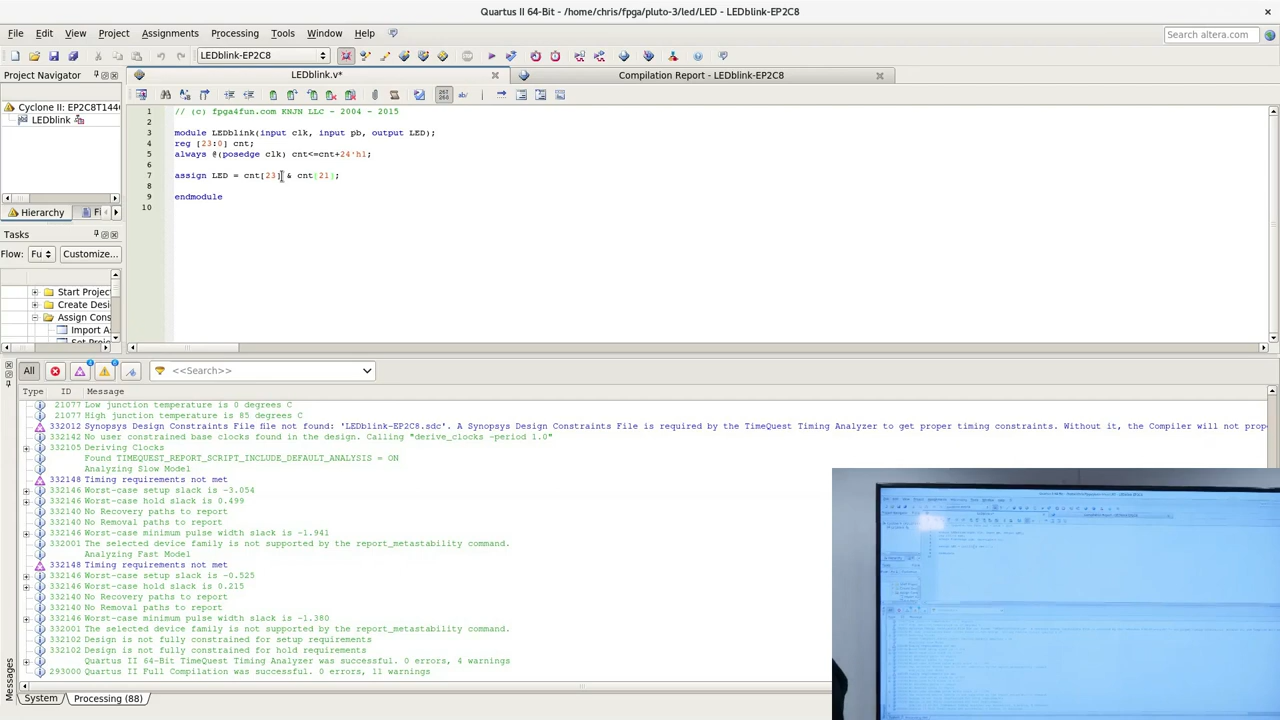 Quartus II 64-Bit - /home/chris/fpga/pluto-3/led/LED - LEDblink-EP2C8
File Edit View Project Assignments Processing Tools Window Help
Search altera.com
LEDblink-EP2C8
Project Navigator
LEDblink.v*
Compilation Report - LEDblink-EP2C8
Entity
Cyclone II: EP2C8T144
LEDblink
Hierarchy
Fi
Tasks
Flow: Fu Customize...
Start Project
Create Desi
Assign Cons
Import A
1 // (c) fpga4fun.com KNJN LLC - 2004 - 2015
2
3 module LEDblink(input clk, input pb, output LED);
4 reg [23:0] cnt;
5 always @(posedge clk) cnt<=cnt+24'h1;
6
7 assign LED = cnt[23] & cnt[21];
8
9 endmodule
10
All
4
6
<<Search>>
Type ID Message
21077 Low junction temperature is 0 degrees C
21077 High junction temperature is 85 degrees C
332012 Synopsys Design Constraints File file not found: 'LEDblink-EP2C8.sdc'. A Synopsys Design Constraints File is required by the TimeQuest Timing Analyzer to get proper timing constraints. Without it, the Compiler will not prop
332142 No user constrained base clocks found in the design. Calling "derive_clocks -period 1.0"
332105 Deriving Clocks
Found TIMEQUEST_REPORT_SCRIPT_INCLUDE_DEFAULT_ANALYSIS = ON
Analyzing Slow Model
332148 Timing requirements not met
332146 Worst-case setup slack is -3.054
332146 Worst-case hold slack is 0.499
332140 No Recovery paths to report
332140 No Removal paths to report
332146 Worst-case minimum pulse width slack is -1.941
332001 The selected device family is not supported by the report_metastability command.
Analyzing Fast Model
332148 Timing requirements not met
332146 Worst-case setup slack is -0.525
332146 Worst-case hold slack is 0.215
332140 No Recovery paths to report
332140 No Removal paths to report
332146 Worst-case minimum pulse width slack is -1.380
332001 The selected device family is not supported by the report_metastability command.
332102 Design is not fully constrained for setup requirements
332102 Design is not fully constrained for hold requirements
Quartus II 64-Bit TimeQuest Timing Analyzer was successful. 0 errors, 4 warnings
293000 Quartus II Full Compilation was successful. 0 errors, 11 warnings
Messages
System Processing (88)